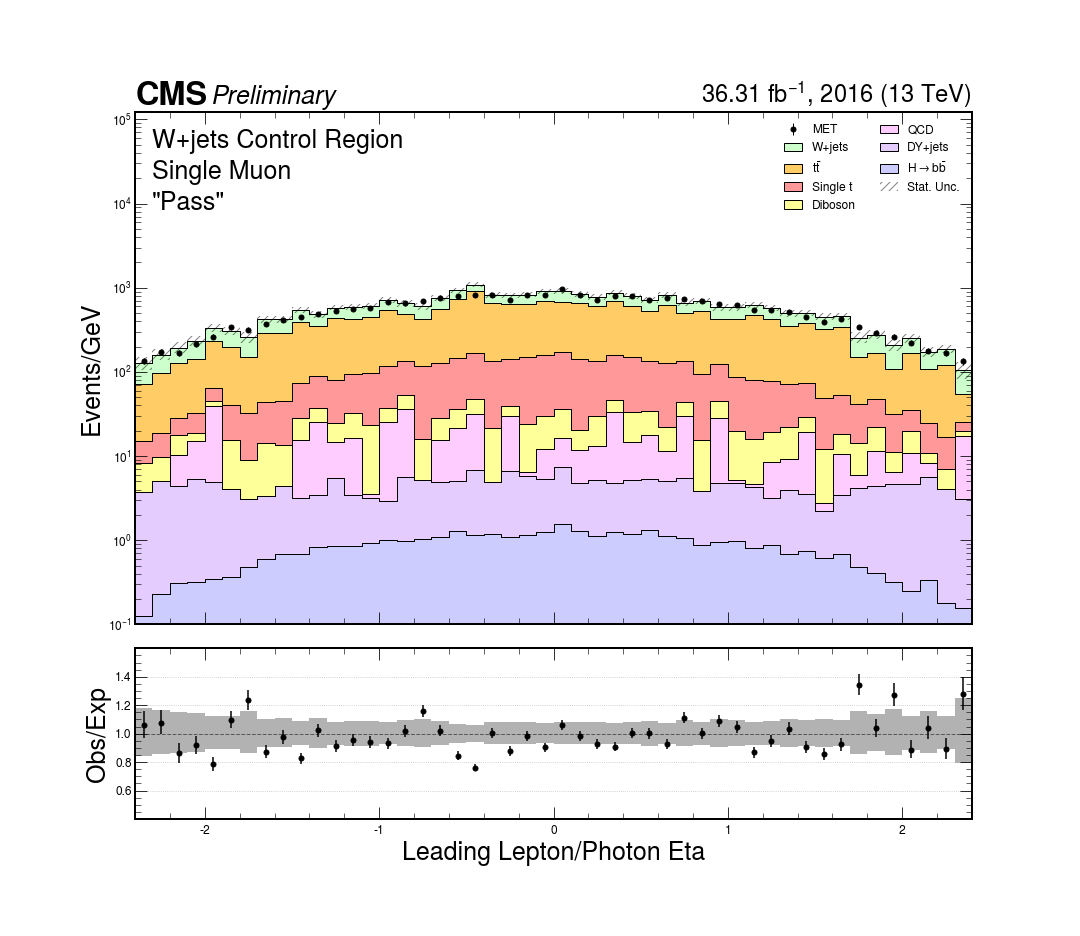 CMS Preliminary
36.31 fb⁻¹, 2016 (13 TeV)
W+jets Control Region
Single Muon
"Pass"
MET
W+jets
tt̄
Single t
Diboson
QCD
DY+jets
H→bb̄
Stat. Unc.
Events/GeV
10⁵
10⁴
10³
10²
10¹
10⁰
10⁻¹
Obs/Exp
1.4
1.2
1.0
0.8
0.6
-2 -1 0 1 2
Leading Lepton/Photon Eta